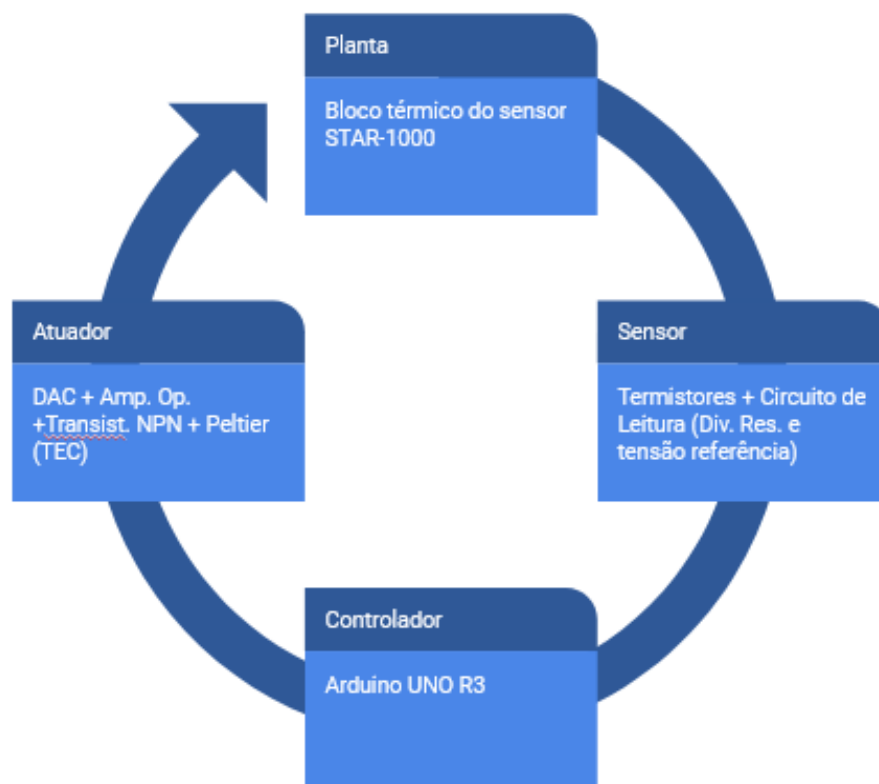 Planta
Bloco térmico do sensor
STAR-1000
Atuador
DAC + Amp. Op.
+Transist. NPN + Peltier
(TEC)
Sensor
Termistores + Circuito de
Leitura (Div. Res. e
tensão referência)
Controlador
Arduino UNO R3